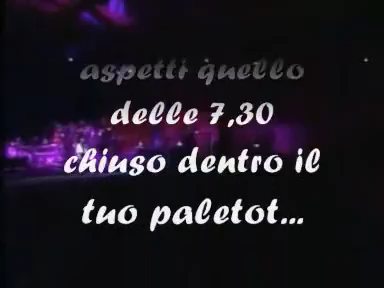 aspetti quello
delle 7,30
chiuso dentro il
tuo paletot...